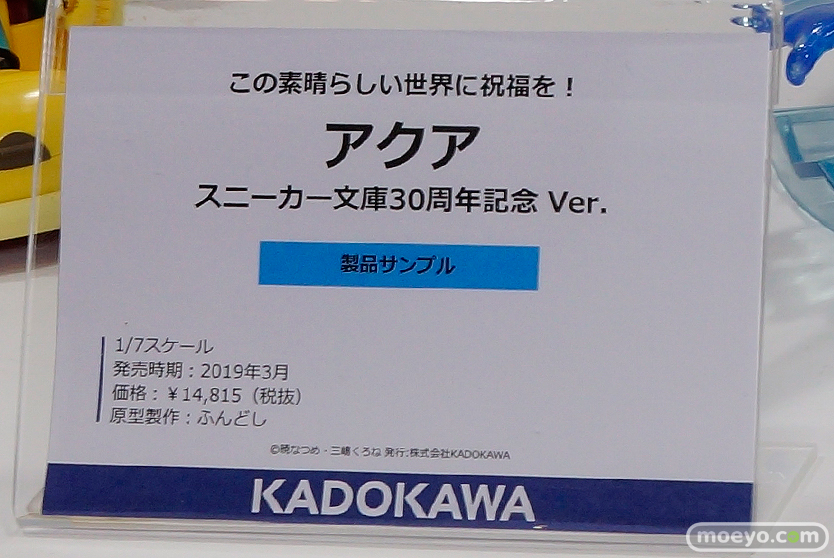 この素晴らしい世界に祝福を！
アクア
スニーカー文庫30周年記念 Ver.
製品サンプル
1/7スケール
発売時期：2019年3月
価格：￥14,815（税抜）
原型製作：ふんどし
©暁なつめ・三嶋くろね 発行:株式会社KADOKAWA
KADOKAWA
moeyo.com